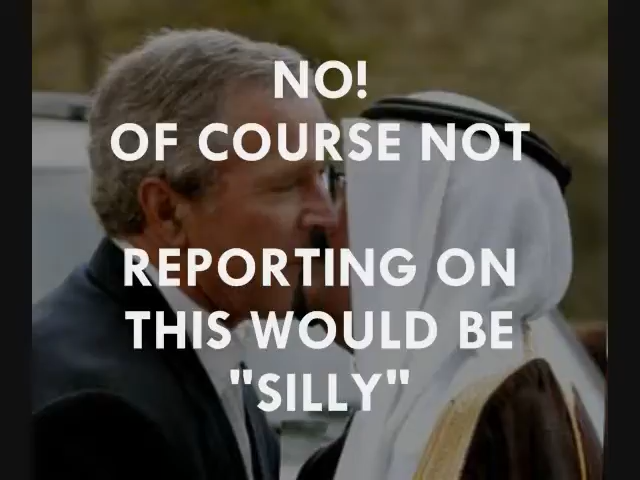 NO!
OF COURSE NOT
REPORTING ON
THIS WOULD BE
"SILLY"